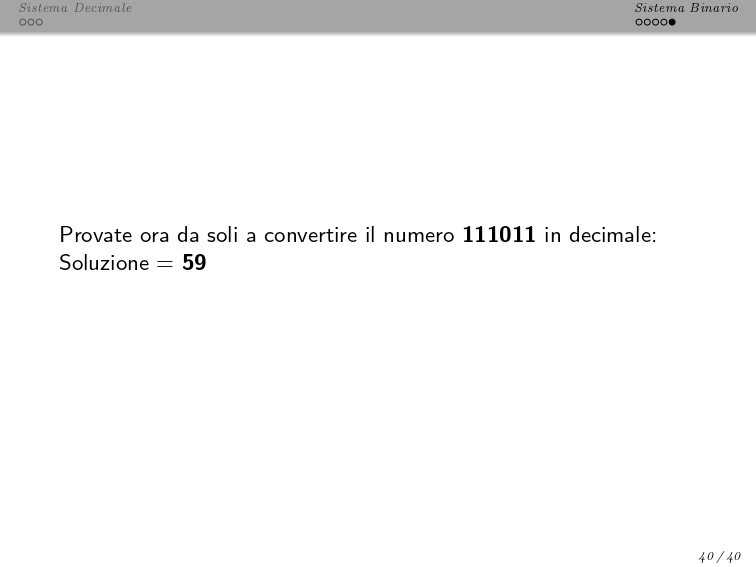 Sistema Decimale
Sistema Binario
Provate ora da soli a convertire il numero 111011 in decimale:
Soluzione = 59
40 / 40